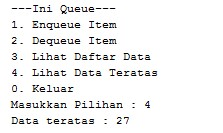 ---Ini Queue---
1. Enqueue Item
2. Dequeue Item
3. Lihat Daftar Data
4. Lihat Data Teratas
0. Keluar
Masukkan Pilihan : 4
Data teratas : 27